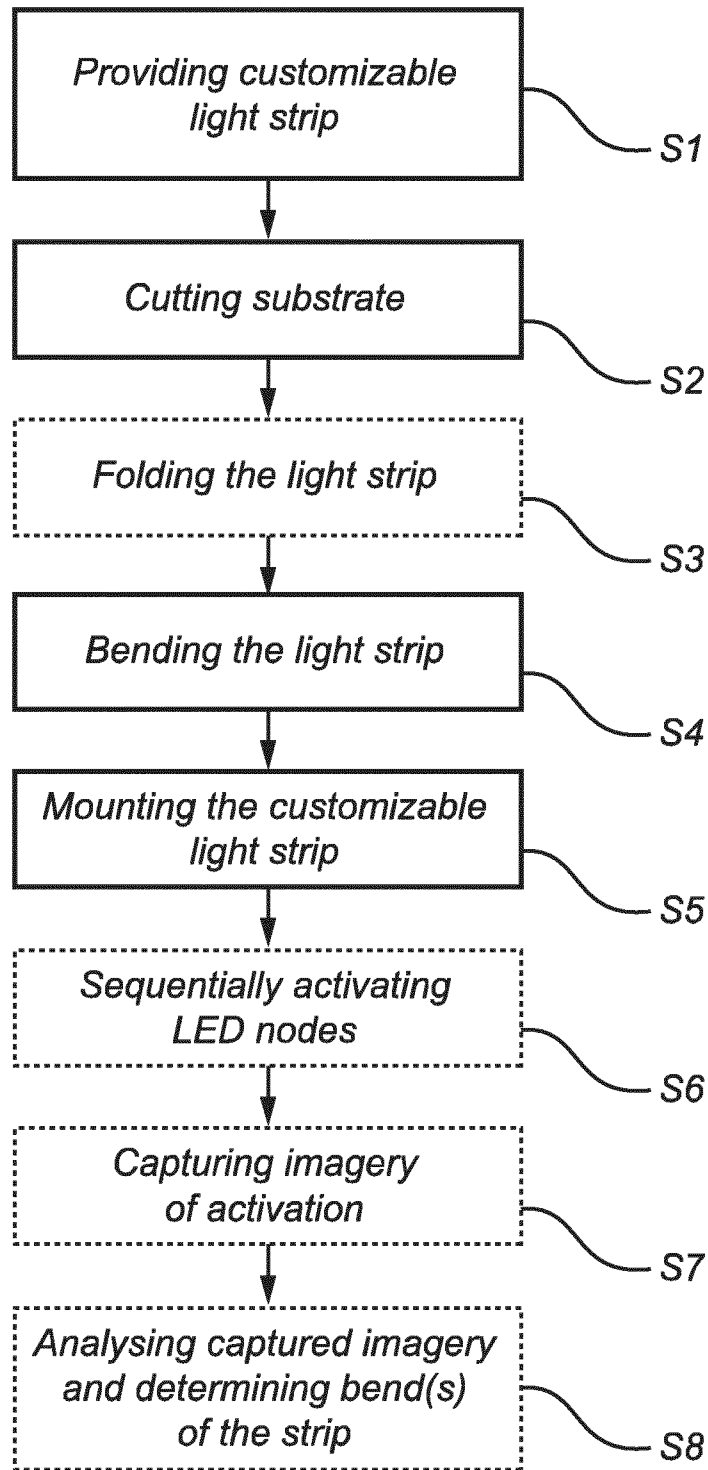 Providing customizable
light strip
S1
Cutting substrate
S2
Folding the light strip
S3
Bending the light strip
S4
Mounting the customizable
light strip
S5
Sequentially activating
LED nodes
S6
Capturing imagery
of activation
S7
Analysing captured imagery
and determining bend(s)
of the strip
S8